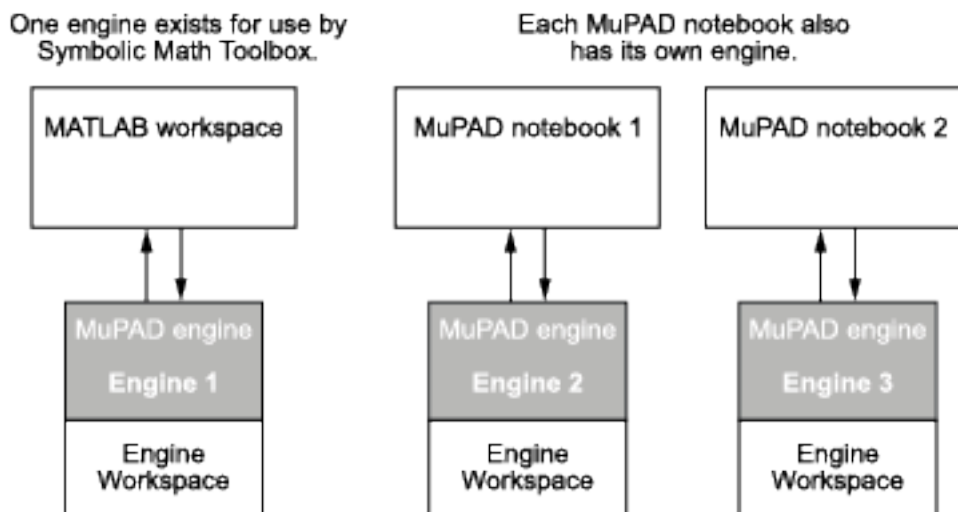 One engine exists for use by
Symbolic Math Toolbox.
Each MuPAD notebook also
has its own engine.
MATLAB workspace
MuPAD notebook 1
MuPAD notebook 2
MuPAD engine
Engine 1
MuPAD engine
Engine 2
MuPAD engine
Engine 3
Engine
Workspace
Engine
Workspace
Engine
Workspace